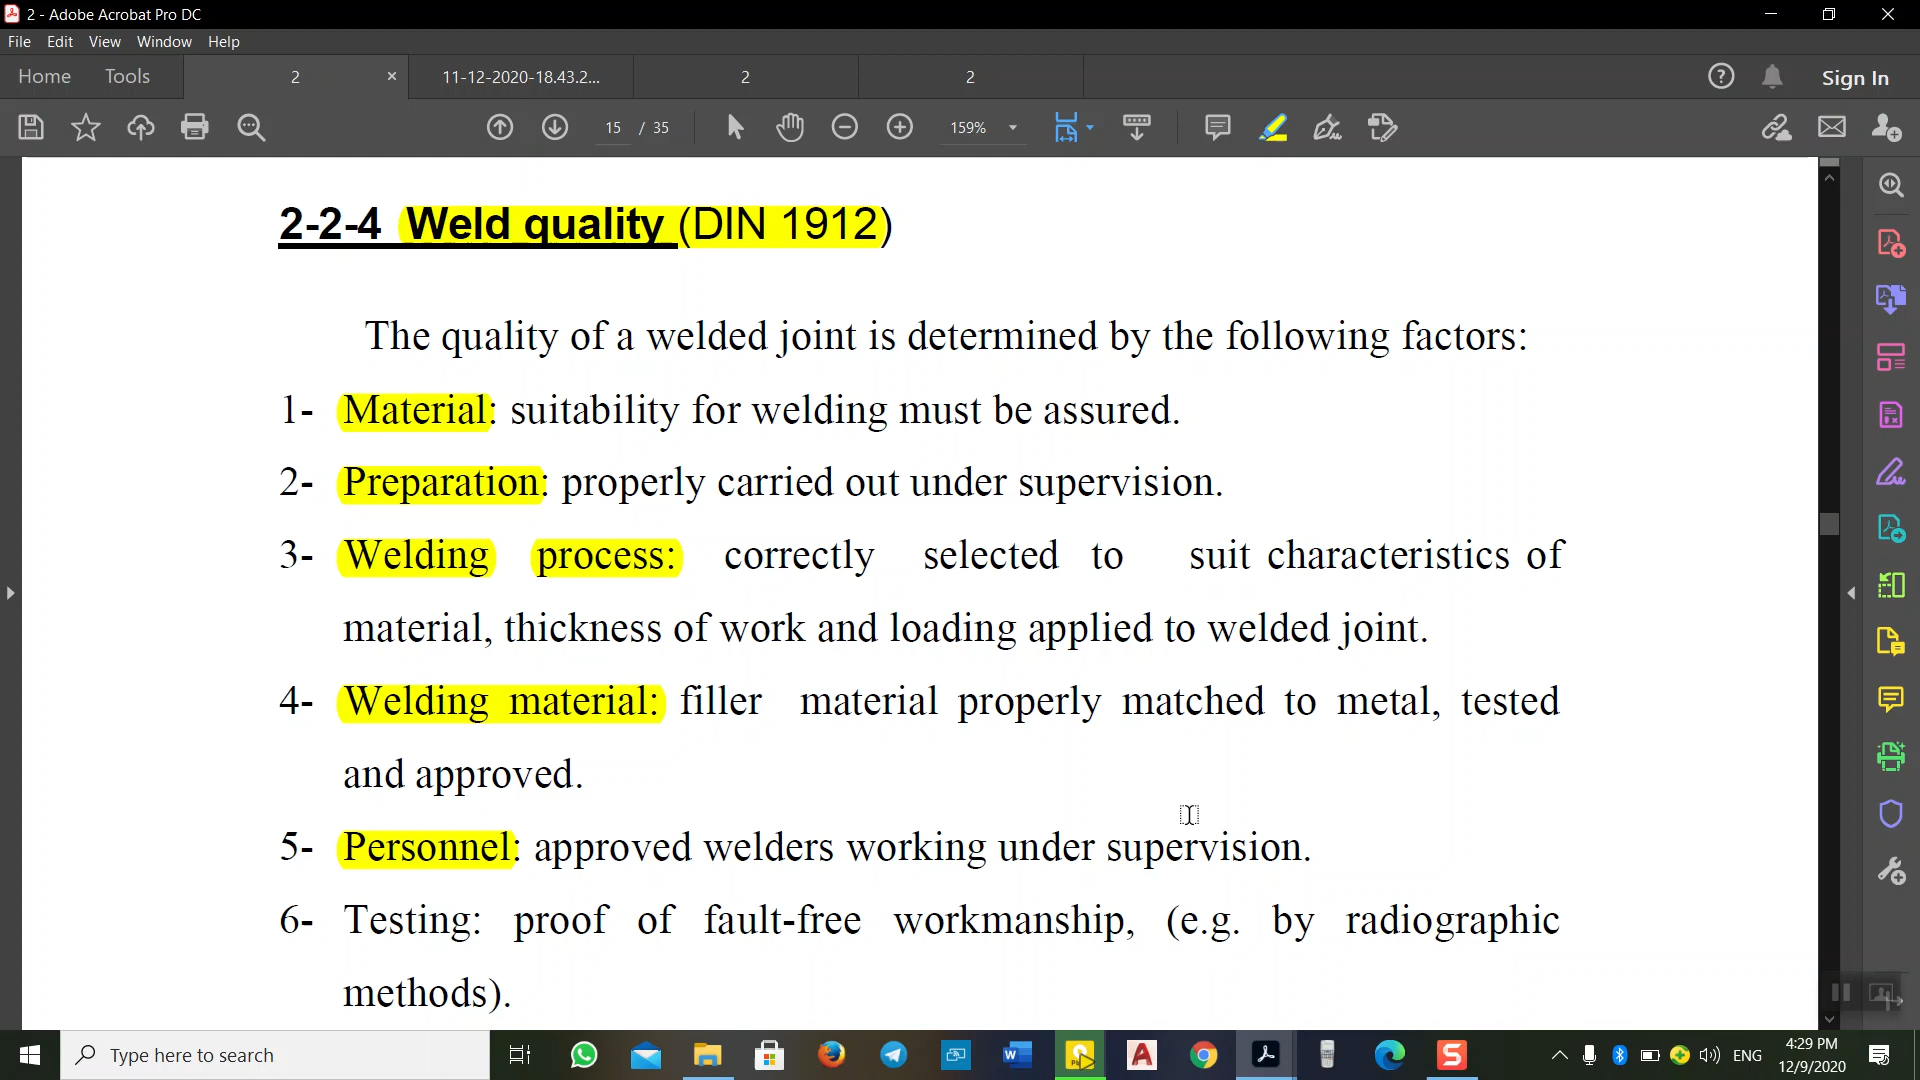 2 - Adobe Acrobat Pro DC
File Edit View Window Help
Home Tools 2 11-12-2020-18.43.2... 2 2 Sign In
15 / 35 159%
2-2-4 Weld quality (DIN 1912)
The quality of a welded joint is determined by the following factors:
1- Material: suitability for welding must be assured.
2- Preparation: properly carried out under supervision.
3- Welding process: correctly selected to suit characteristics of
material, thickness of work and loading applied to welded joint.
4- Welding material: filler material properly matched to metal, tested
and approved.
5- Personnel: approved welders working under supervision.
6- Testing: proof of fault-free workmanship, (e.g. by radiographic
methods).
Type here to search
ENG
4:29 PM
12/9/2020